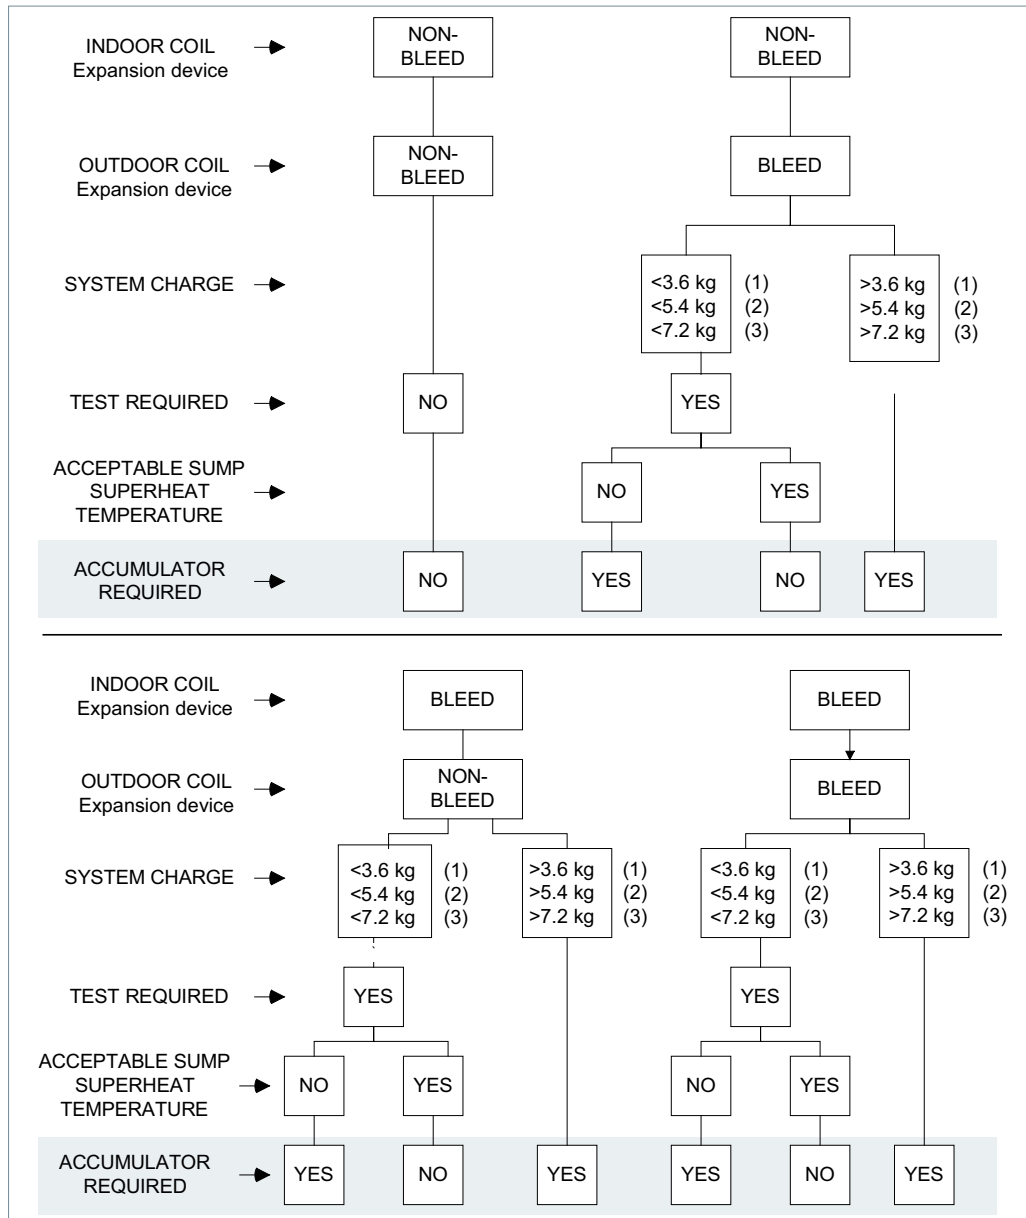 INDOOR COIL
Expansion device
NON-
BLEED
NON-
BLEED
OUTDOOR COIL
Expansion device
NON-
BLEED
BLEED
SYSTEM CHARGE
<3.6 kg (1)
<5.4 kg (2)
<7.2 kg (3)
>3.6 kg (1)
>5.4 kg (2)
>7.2 kg (3)
TEST REQUIRED
NO
YES
ACCEPTABLE SUMP
SUPERHEAT
TEMPERATURE
NO
YES
ACCUMULATOR
REQUIRED
NO
YES
NO
YES
INDOOR COIL
Expansion device
BLEED
BLEED
OUTDOOR COIL
Expansion device
NON-
BLEED
BLEED
SYSTEM CHARGE
<3.6 kg (1)
<5.4 kg (2)
<7.2 kg (3)
>3.6 kg (1)
>5.4 kg (2)
>7.2 kg (3)
<3.6 kg (1)
<5.4 kg (2)
<7.2 kg (3)
>3.6 kg (1)
>5.4 kg (2)
>7.2 kg (3)
TEST REQUIRED
YES
YES
ACCEPTABLE SUMP
SUPERHEAT
TEMPERATURE
NO
YES
NO
YES
ACCUMULATOR
REQUIRED
YES
NO
YES
YES
NO
YES